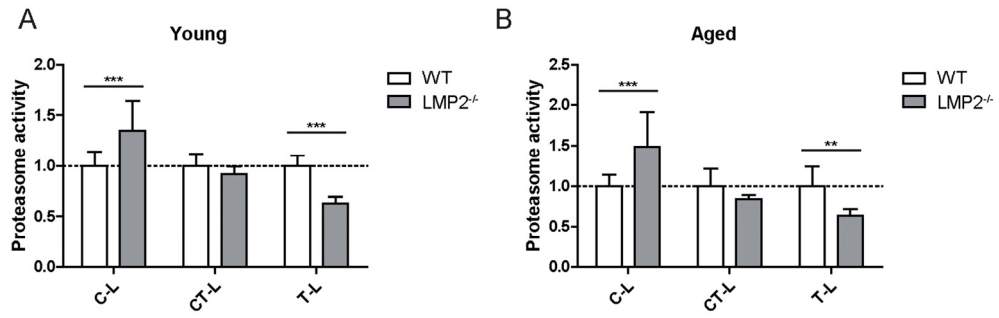 A
Young
Proteasome activity
2.0
1.5
1.0
0.5
0.0
***
***
C-L
CT-L
T-L
WT
LMP2-/-
B
Aged
Proteasome activity
2.5
2.0
1.5
1.0
0.5
0.0
***
**
C-L
CT-L
T-L
WT
LMP2-/-